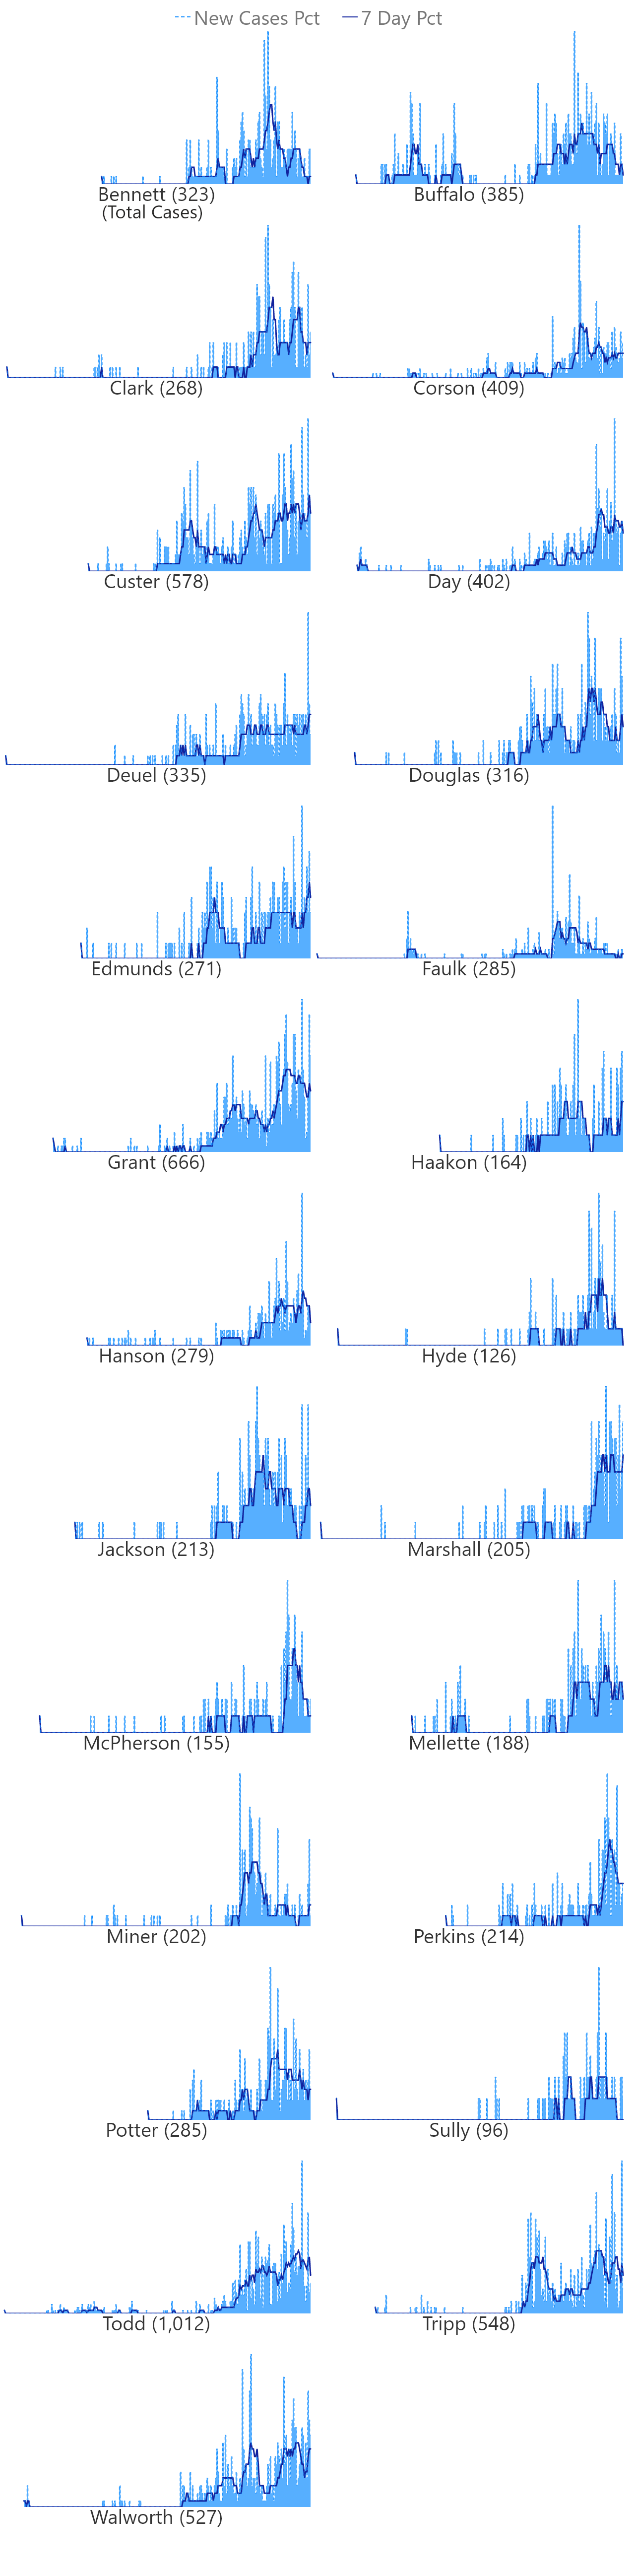 New Cases Pct 7 Day Pct
Bennett (323) Buffalo (385)
(Total Cases)
Clark (268) Corson (409)
Custer (578) Day (402)
Deuel (335) Douglas (316)
Edmunds (271) Faulk (285)
Grant (666) Haakon (164)
Hanson (279) Hyde (126)
Jackson (213) Marshall (205)
McPherson (155) Mellette (188)
Miner (202) Perkins (214)
Potter (285) Sully (96)
Todd (1,012) Tripp (548)
Walworth (527)